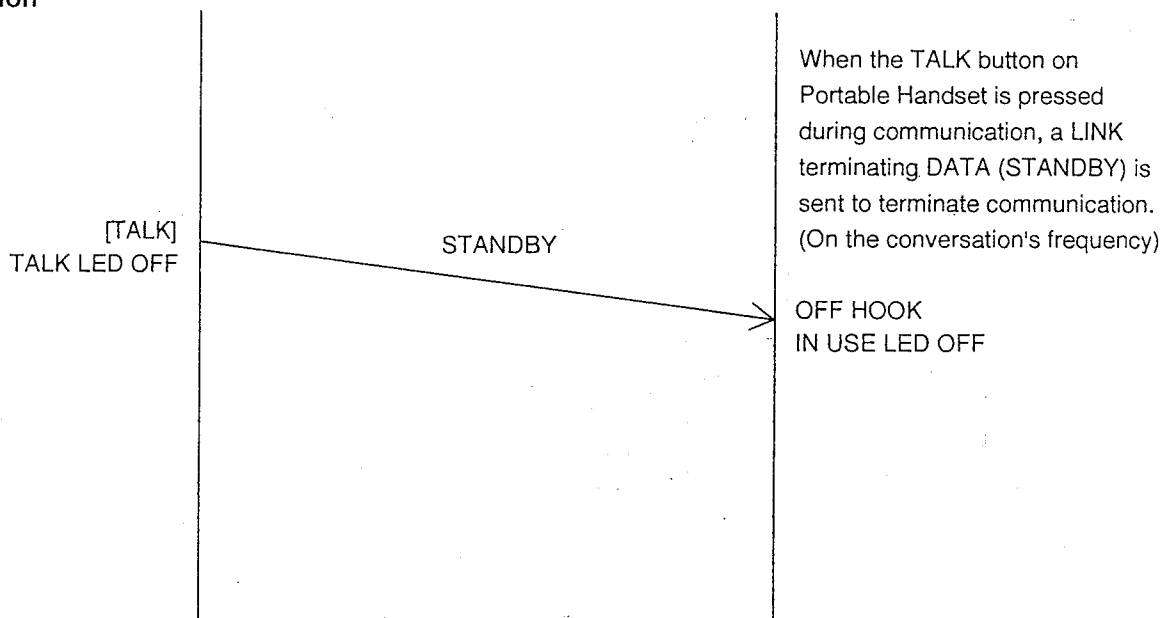 [TALK]
TALK LED OFF
STANDBY
When the TALK button on
Portable Handset is pressed
during communication, a LINK
terminating DATA (STANDBY) is
sent to terminate communication.
(On the conversation's frequency)
OFF HOOK
IN USE LED OFF